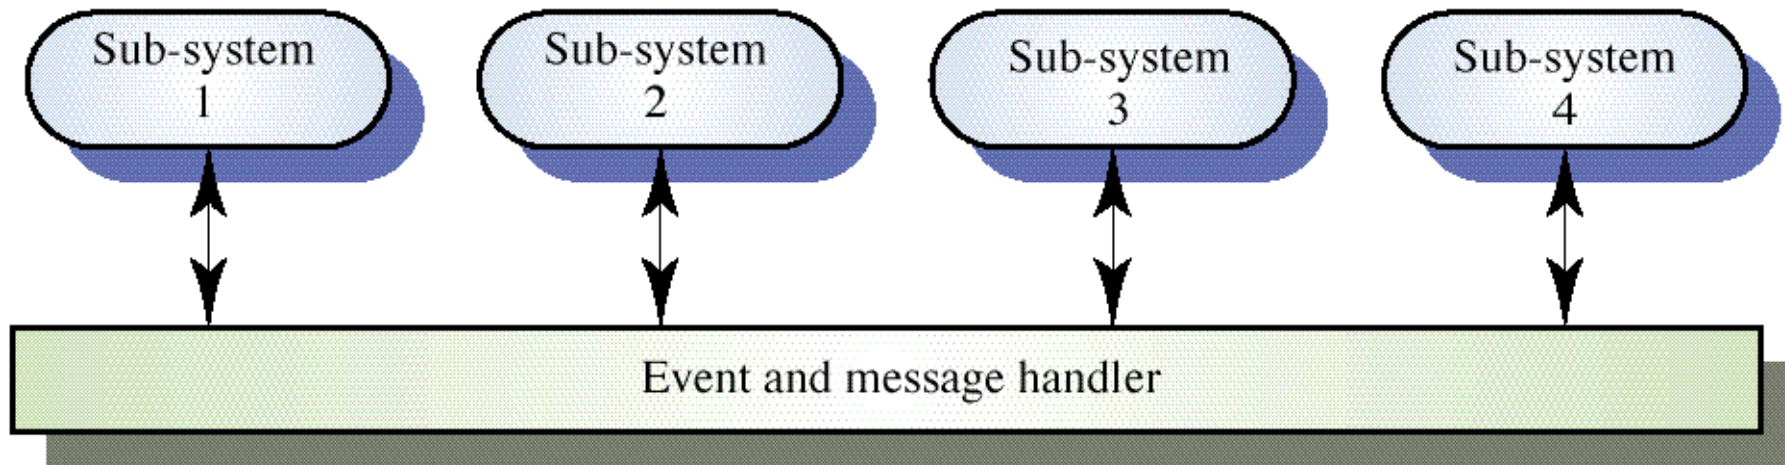 Sub-system
1
Sub-system
2
Sub-system
3
Sub-system
4
Event and message handler